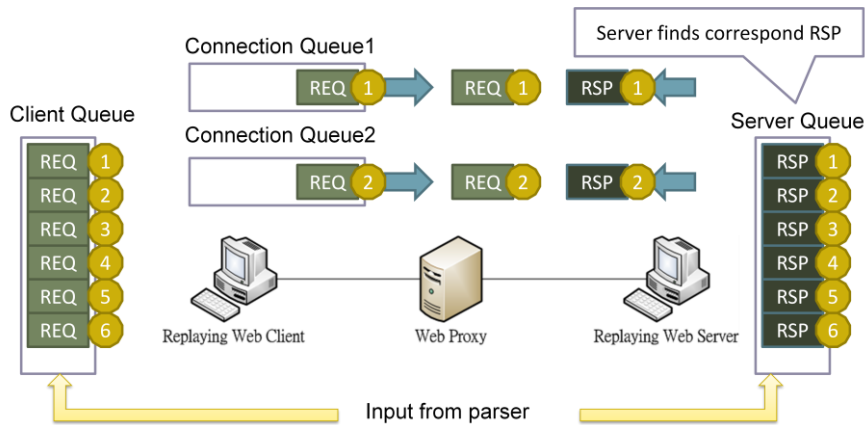 Server finds correspond RSP
Connection Queue1
REQ 1 REQ 1 RSP 1
Client Queue
Connection Queue2
Server Queue
REQ 2 REQ 2 RSP 2
REQ 1
REQ 2
REQ 3
REQ 4
REQ 5
REQ 6
RSP 1
RSP 2
RSP 3
RSP 4
RSP 5
RSP 6
Replaying Web Client
Web Proxy
Replaying Web Server
Input from parser